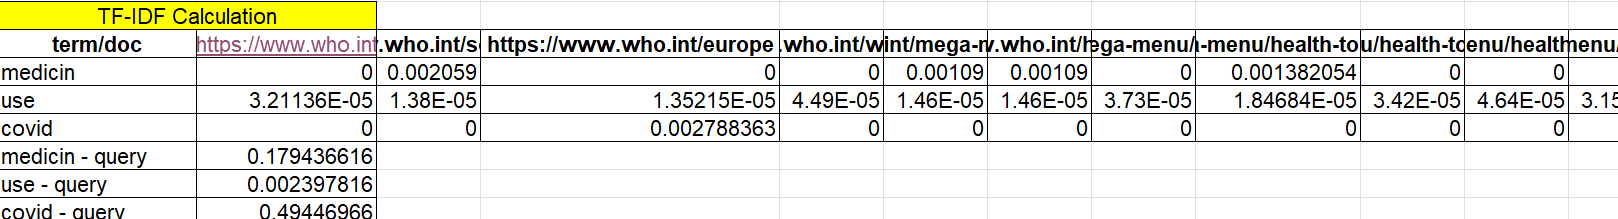 TF-IDF Calculation
term/doc https://www.who.int .who.int/s https://www.who.int/europe .who.int/w int/mega-r .who.int/h ega-menu/ -menu/health-to u/health-to enu/health nenu/
medicin 0 0.002059 0 0 0.00109 0.00109 0 0.001382054 0 0
use 3.21136E-05 1.38E-05 1.35215E-05 4.49E-05 1.46E-05 1.46E-05 3.73E-05 1.84684E-05 3.42E-05 4.64E-05 3.15
covid 0 0 0.002788363 0 0 0 0 0 0 0
medicin - query 0.179436616
use - query 0.002397816
covid - query 0.49446966